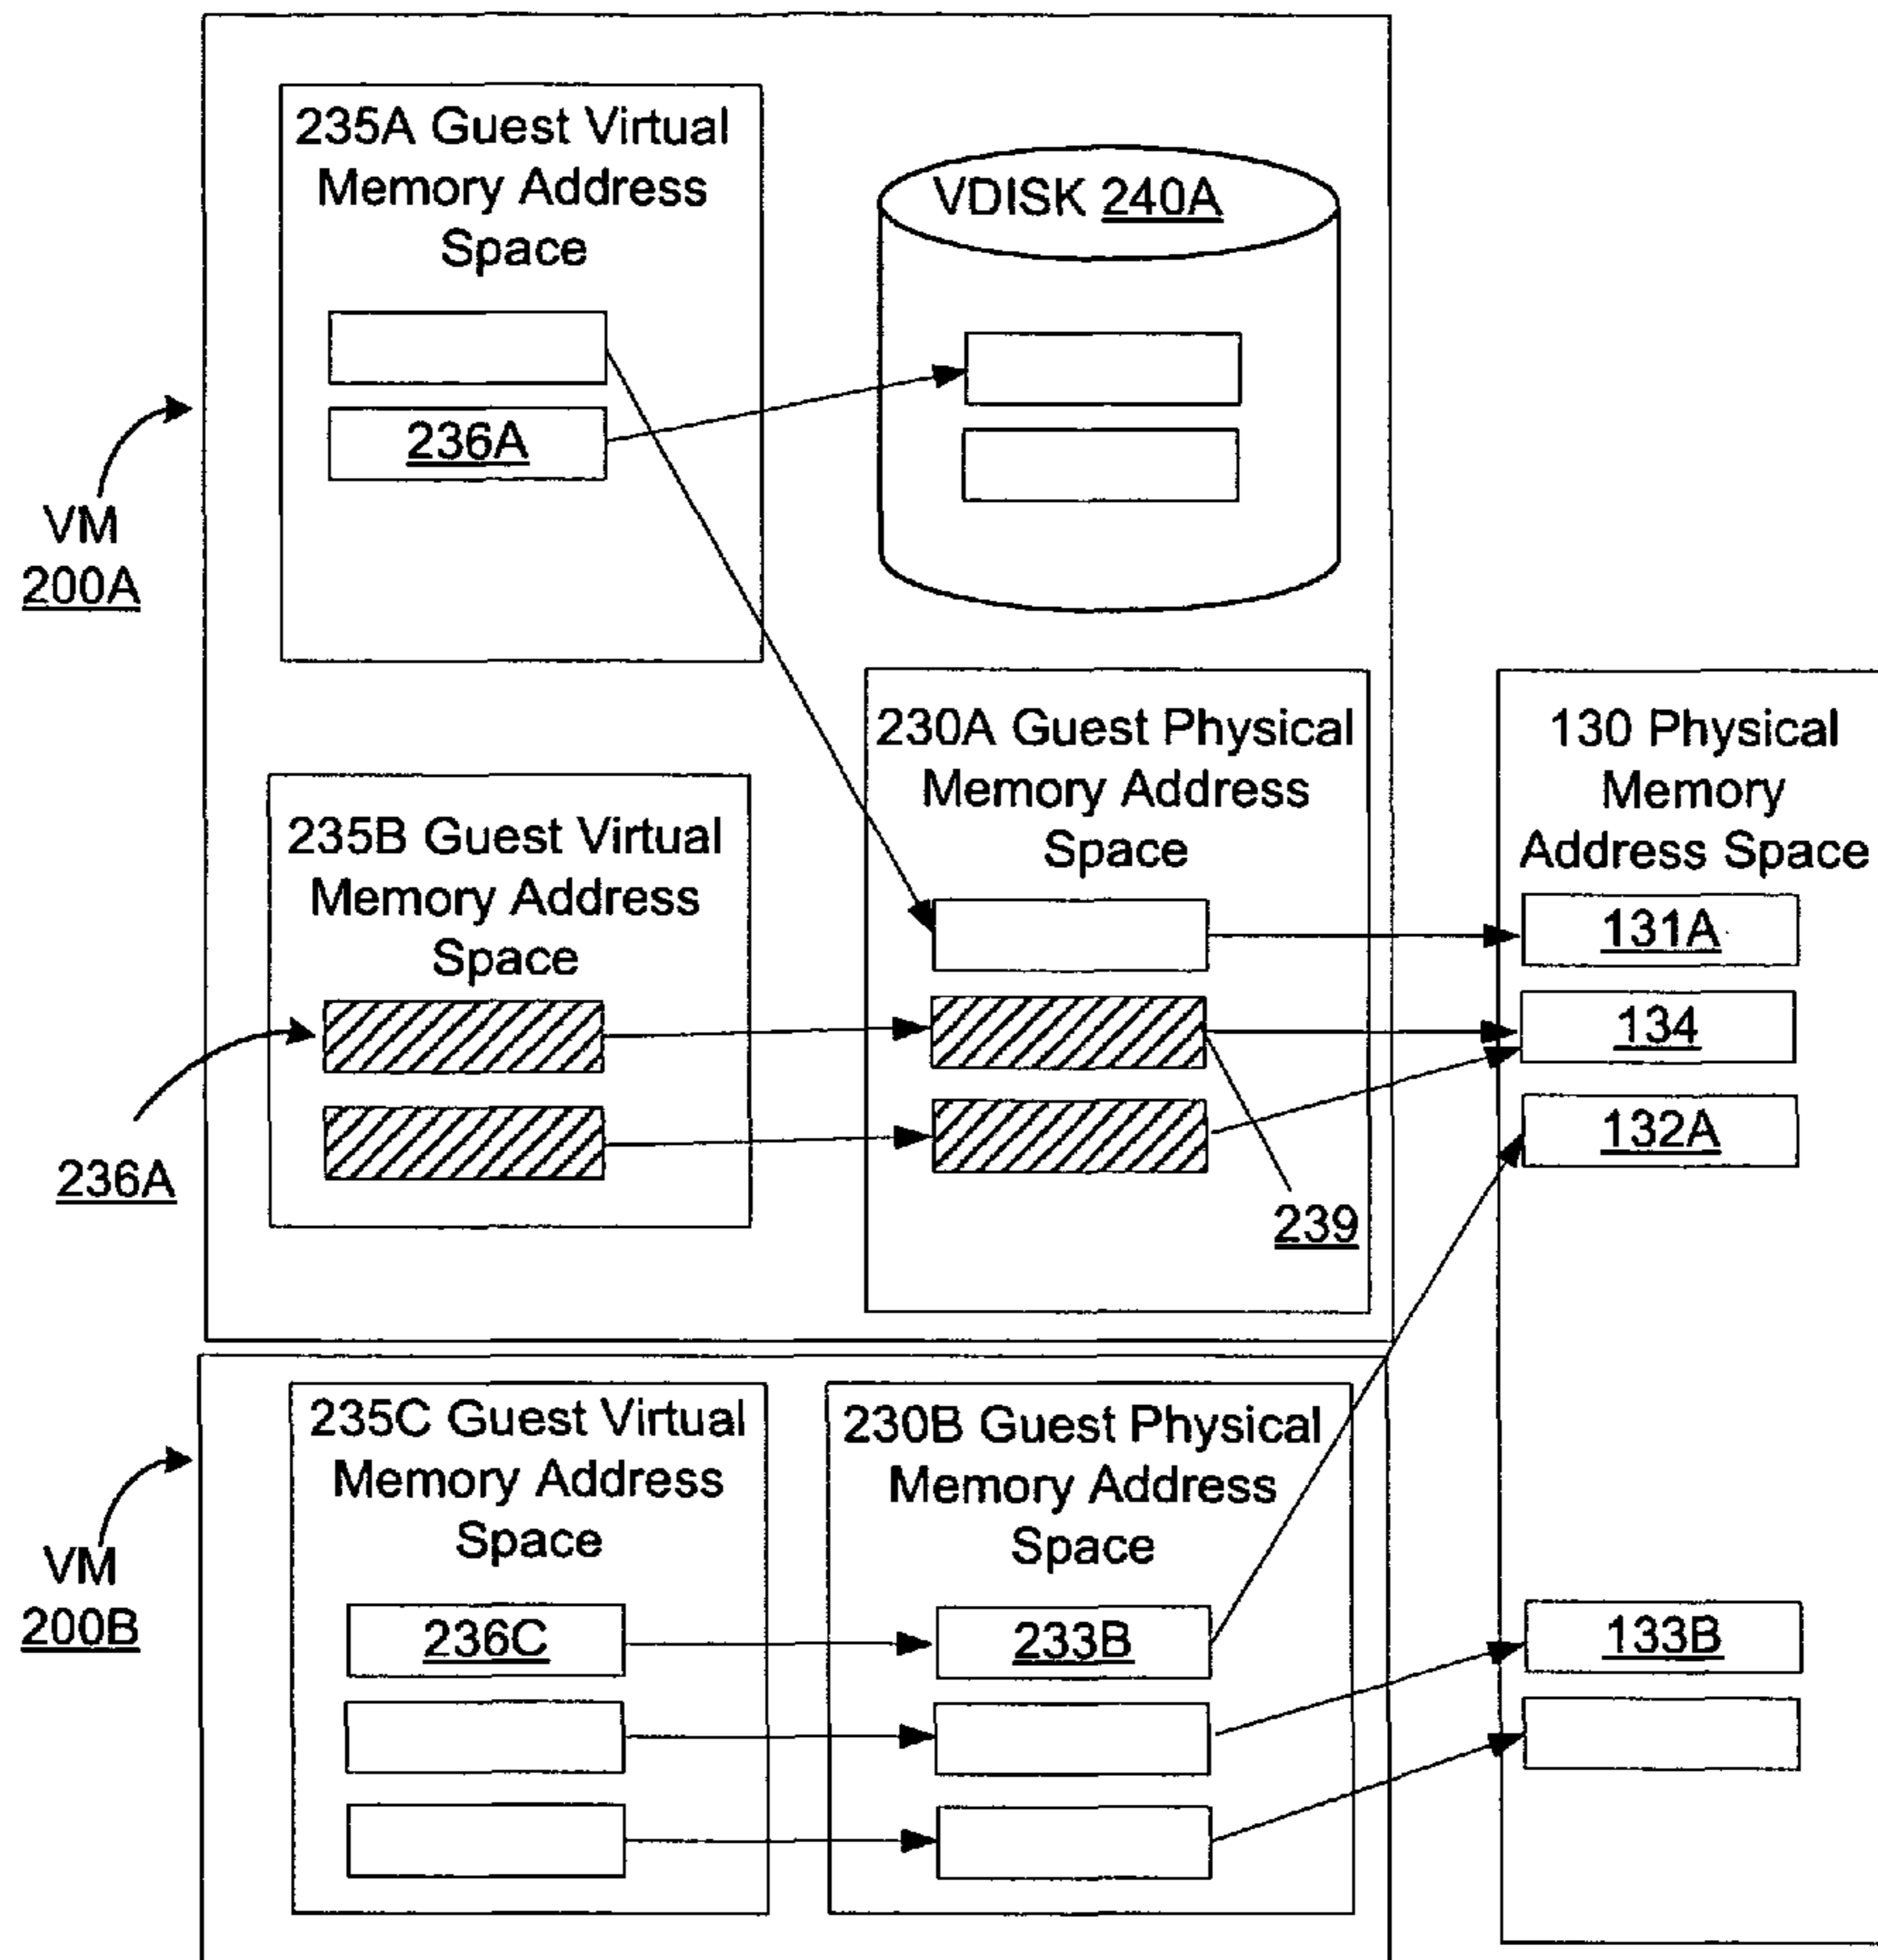 235A Guest Virtual
Memory Address
Space
VDISK 240A
236A
VM
200A
230A Guest Physical
Memory Address
Space
130 Physical
Memory
Address Space
235B Guest Virtual
Memory Address
Space
131A
134
132A
236A
239
235C Guest Virtual
Memory Address
Space
230B Guest Physical
Memory Address
Space
VM
200B
236C
233B
133B